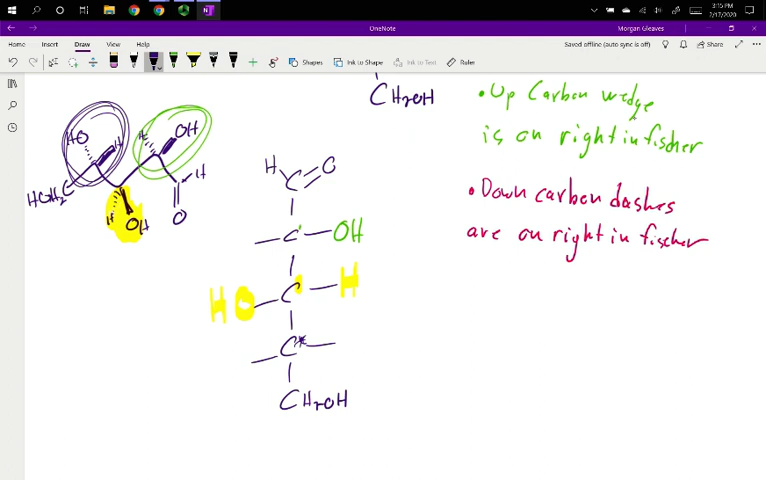 3:15 PM
7/17/2020
OneNote
Morgan Gleaves
Home Insert Draw View Help Saved offline (auto sync is off) Share
Shapes Ink to Shape Ink to Text Ruler
CH2OH
• Up Carbon wedge
is on right in fischer
• Down carbon dashes
are on right in fischer
HO H H OH
HOH2C H OH H
O
H O
C
C OH
HO C H
C*
CH2OH